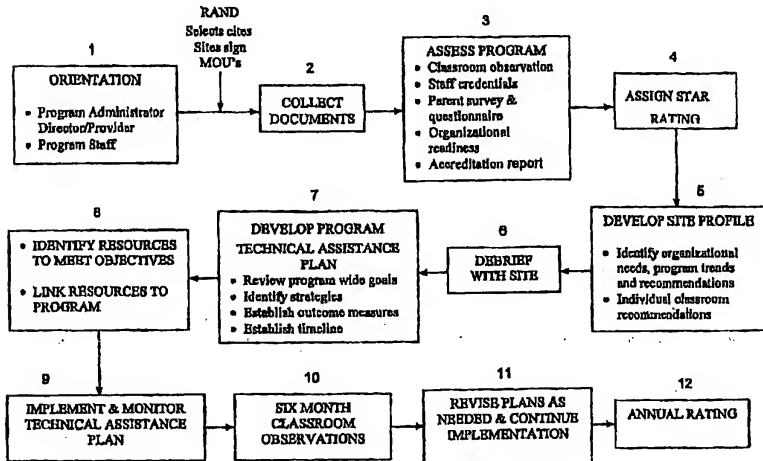 RAND
Selects cites
Sites sign
MOU's
1
ORIENTATION
• Program Administrator
Director/Provider
• Program Staff
2
COLLECT
DOCUMENTS
3
ASSESS PROGRAM
• Classroom observation
• Staff credentials
• Parent survey &
questionnaire
• Organizational
readiness
• Accreditation report
4
ASSIGN STAR
RATING
5
DEVELOP SITE PROFILE
• Identify organizational
needs, program trends
and recommendations
• Individual classroom
recommendations
6
DEBRIEF
WITH SITE
7
DEVELOP PROGRAM
TECHNICAL ASSISTANCE
PLAN
• Review program wide goals
• Identify strategies
• Establish outcome measures
• Establish timeline
8
• IDENTIFY RESOURCES
TO MEET OBJECTIVES
• LINK RESOURCES TO
PROGRAM
9
IMPLEMENT & MONITOR
TECHNICAL ASSISTANCE
PLAN
10
SIX MONTH
CLASSROOM
OBSERVATIONS
11
REVISE PLANS AS
NEEDED & CONTINUE
IMPLEMENTATION
12
ANNUAL RATING